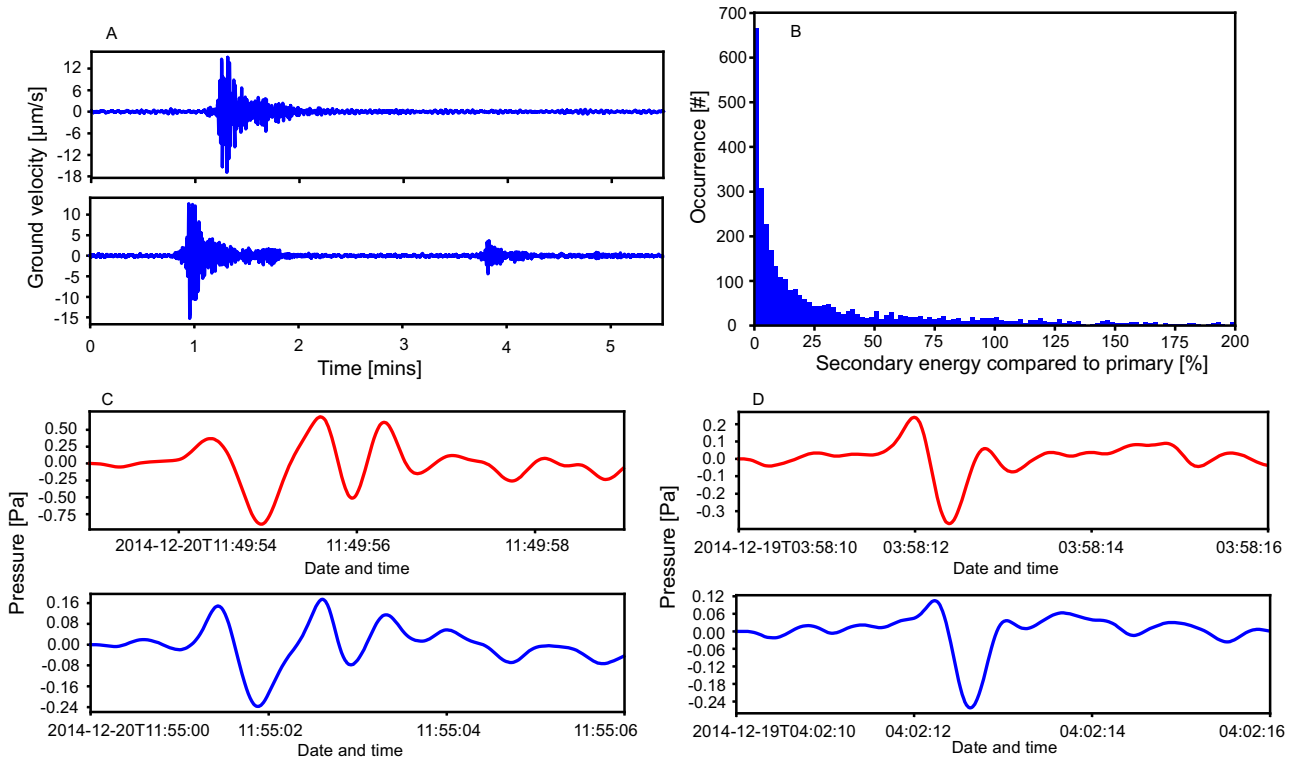 A
Ground velocity [µm/s]
12
6
0
-6
-12
-18
0 1 2 3 4 5
10
5
0
-5
-10
-15
0 1 2 3 4 5
Time [mins]
B
Occurrence [#]
700
600
500
400
300
200
100
0
0 25 50 75 100 125 150 175 200
Secondary energy compared to primary [%]
C
Pressure [Pa]
0.50
0.25
0.00
-0.25
-0.50
-0.75
2014-12-20T11:49:54 11:49:56 11:49:58
Date and time
0.16
0.08
0.00
-0.08
-0.16
-0.24
2014-12-20T11:55:00 11:55:02 11:55:04 11:55:06
Date and time
D
Pressure [Pa]
0.2
0.1
0.0
-0.1
-0.2
-0.3
2014-12-19T03:58:10 03:58:12 03:58:14 03:58:16
Date and time
0.12
0.06
0.00
-0.06
-0.12
-0.18
-0.24
2014-12-19T04:02:10 04:02:12 04:02:14 04:02:16
Date and time